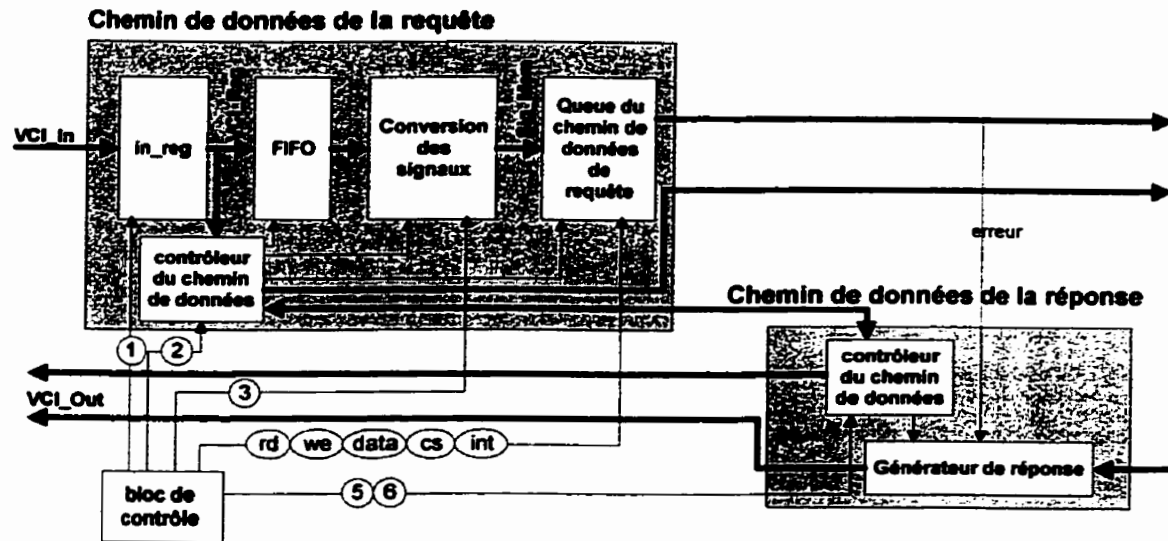 Chemin de données de la requête
VCI_In
in_reg
FIFO
Conversion
des
signaux
Queue du
chemin de
données
de
requête
erreur
contrôleur
du chemin
de données
Chemin de données de la réponse
1
2
contrôleur
du chemin
de données
3
VCI_Out
rd
we
data
cs
int
Générateur de réponse
bloc de
contrôle
5
6